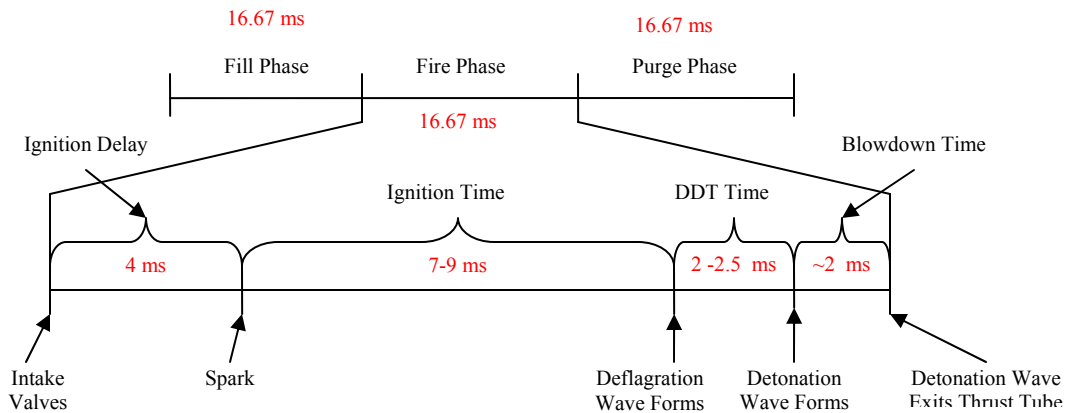 16.67 ms
16.67 ms
Fill Phase
Fire Phase
Purge Phase
16.67 ms
Ignition Delay
Blowdown Time
Ignition Time
DDT Time
4 ms
7-9 ms
2 -2.5 ms
~2 ms
Intake
Valves
Spark
Deflagration
Wave Forms
Detonation
Wave Forms
Detonation Wave
Exits Thrust Tube